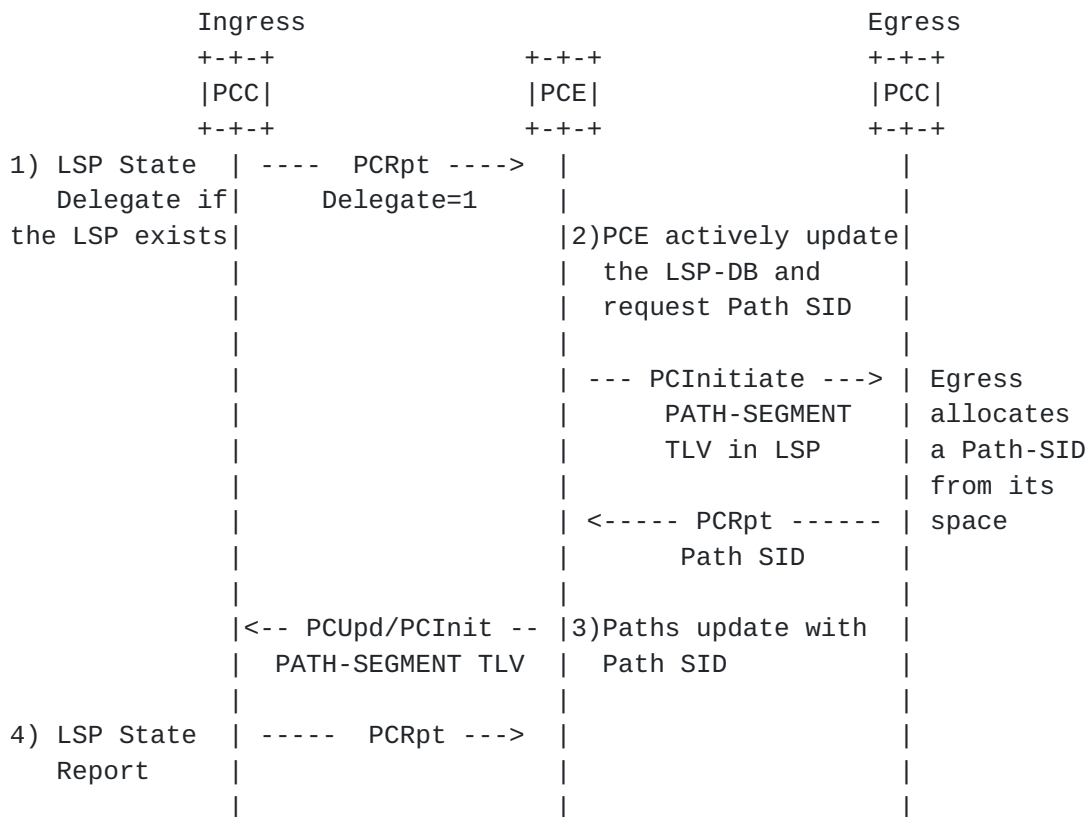 Ingress                                  Egress
             +-+-+                 +-+-+                 +-+-+
             |PCC|                 |PCE|                 |PCC|
             +-+-+                 +-+-+                 +-+-+
1) LSP State   | ----  PCRpt ---->  |                      |
   Delegate if|      Delegate=1     |                      |
the LSP exists|                     |2)PCE actively update|
               |                     |  the LSP-DB and     |
               |                     |  request Path SID   |
               |                     |                      |
               |                     | --- PCInitiate ---> | Egress
               |                     |      PATH-SEGMENT   | allocates
               |                     |      TLV in LSP     | a Path-SID
               |                     |                      | from its
               |                     | <----- PCRpt ------ | space
               |                     |       Path SID      |
               |                     |                      |
               |<-- PCUpd/PCInit -- |3)Paths update with  |
               |  PATH-SEGMENT TLV  |  Path SID           |
               |                     |                      |
4) LSP State   | -----  PCRpt --->  |                      |
   Report      |                     |                      |
               |                     |                      |